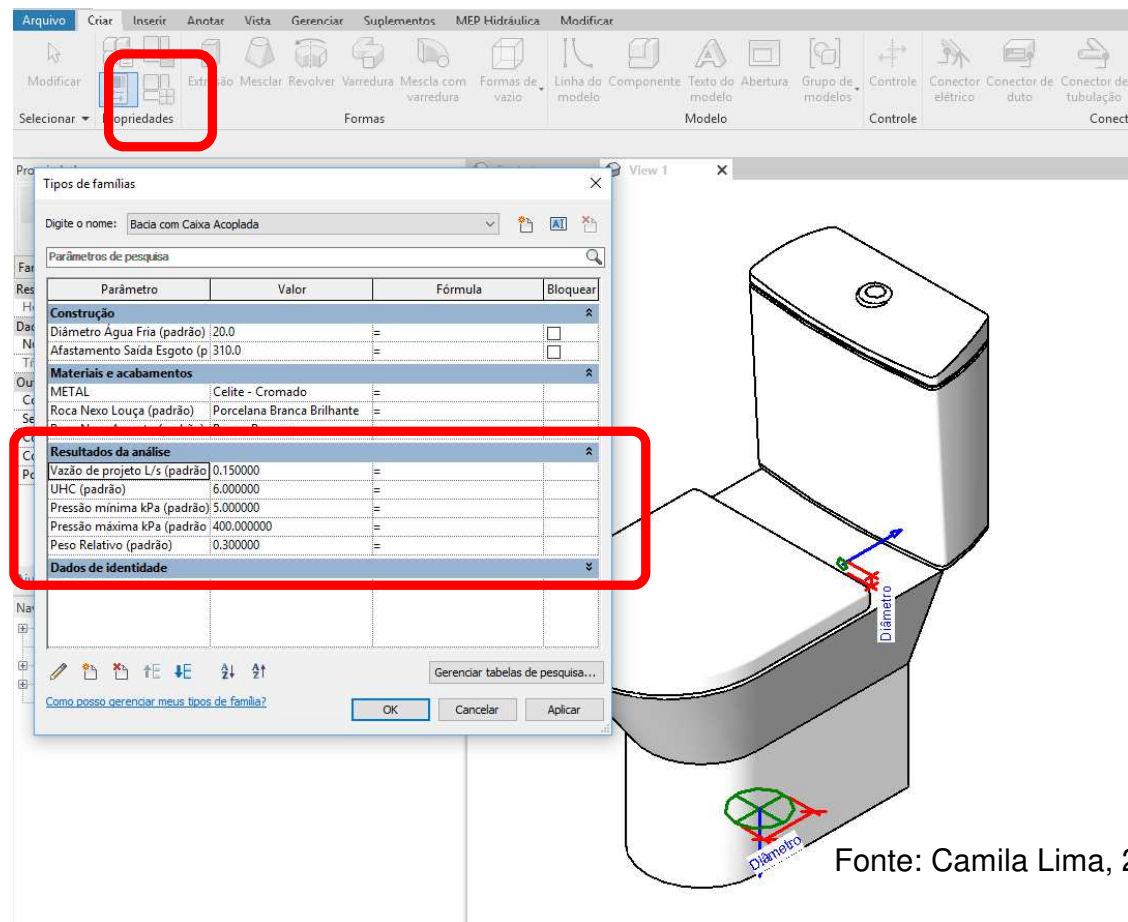 Arquivo Criar Inserir Anotar Vista Gerenciar Suplementos MEP Hidráulica Modificar
Modificar Extrusão Mesclar Revolver Varredura Mescla com varredura Formas de vazio Linha do modelo Componente Texto do modelo Abertura Grupo de modelos Controle Conector elétrico Conector de duto Conector de tubulação
Selecionar Propriedades Formas Modelo Controle Conect
View 1
Tipos de famílias
Digite o nome: Bacia com Caixa Acoplada
Parâmetros de pesquisa
Parâmetro Valor Fórmula Bloquear
Construção
Diâmetro Água Fria (padrão) 20.0 =
Afastamento Saída Esgoto (p 310.0 =
Materiais e acabamentos
METAL Celite - Cromado =
Roca Nexo Louça (padrão) Porcelana Branca Brilhante =
Resultados da análise
Vazão de projeto L/s (padrão 0.150000 =
UHC (padrão) 6.000000 =
Pressão mínima kPa (padrão) 5.000000 =
Pressão máxima kPa (padrão 400.000000 =
Peso Relativo (padrão) 0.300000 =
Dados de identidade
Gerenciar tabelas de pesquisa...
Como posso gerenciar meus tipos de família?
OK Cancelar Aplicar
Diâmetro
Diâmetro
Fonte: Camila Lima, 2